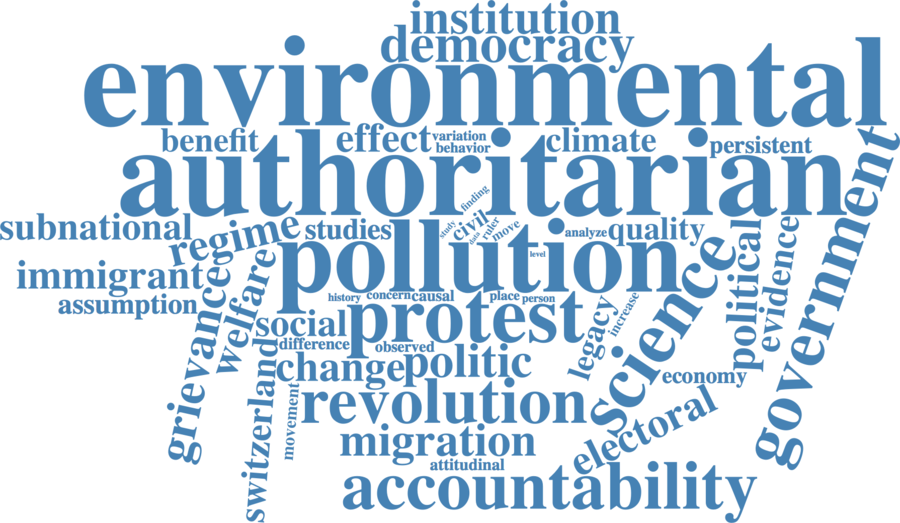 institution
democracy
environmental
benefit
effect
variation
behavior
climate
persistent
authoritarian
government
finding
subnational
regime
studies
study
civil
data
ruler
move
analyze
quality
pollution
level
immigrant
grievance
welfare
assumption
history
concern
causal
place
person
increase
science
political
evidence
social
protest
legacy
difference
observed
switzerland
change
politic
economy
movement
revolution
electoral
migration
attitudinal
accountability